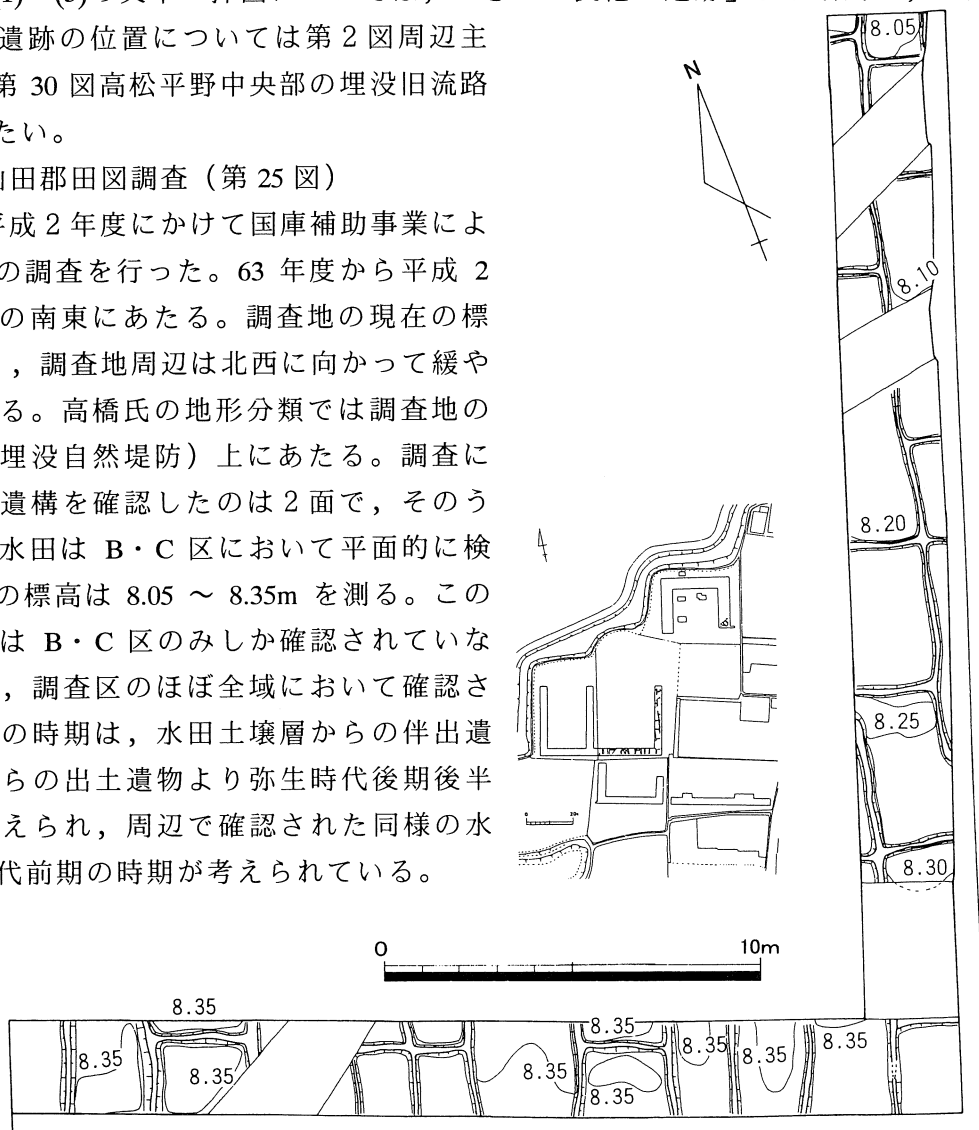 遺跡の位置については第2図周辺主
第 30 図高松平野中央部の埋没旧流路
たい。
山田郡田図調査（第 25 図）
平成 2 年度にかけて国庫補助事業によ
の調査を行った。63 年度から平成 2
の南東にあたる。調査地の現在の標
，調査地周辺は北西に向かって緩や
る。高橋氏の地形分類では調査地の
埋没自然堤防）上にあたる。調査に
遺構を確認したのは2面で，そのう
水田は B・C 区において平面的に検
の標高は 8.05 ～ 8.35m を測る。この
は B・C 区のみしか確認されていな
，調査区のほぼ全域において確認さ
の時期は，水田土壌層からの伴出遺
らの出土遺物より弥生時代後期後半
えられ，周辺で確認された同様の水
代前期の時期が考えられている。
N
8.05
8.10
8.20
8.25
8.30
0 10m
8.35
8.35
8.35
8.35
8.35
8.35
8.35
8.35
8.35